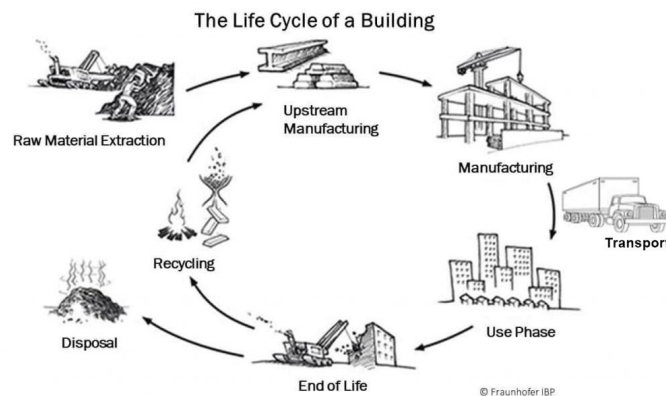 The Life Cycle of a Building
Raw Material Extraction
Upstream
Manufacturing
Manufacturing
Transport
Use Phase
End of Life
Disposal
Recycling
© Fraunhofer IBP